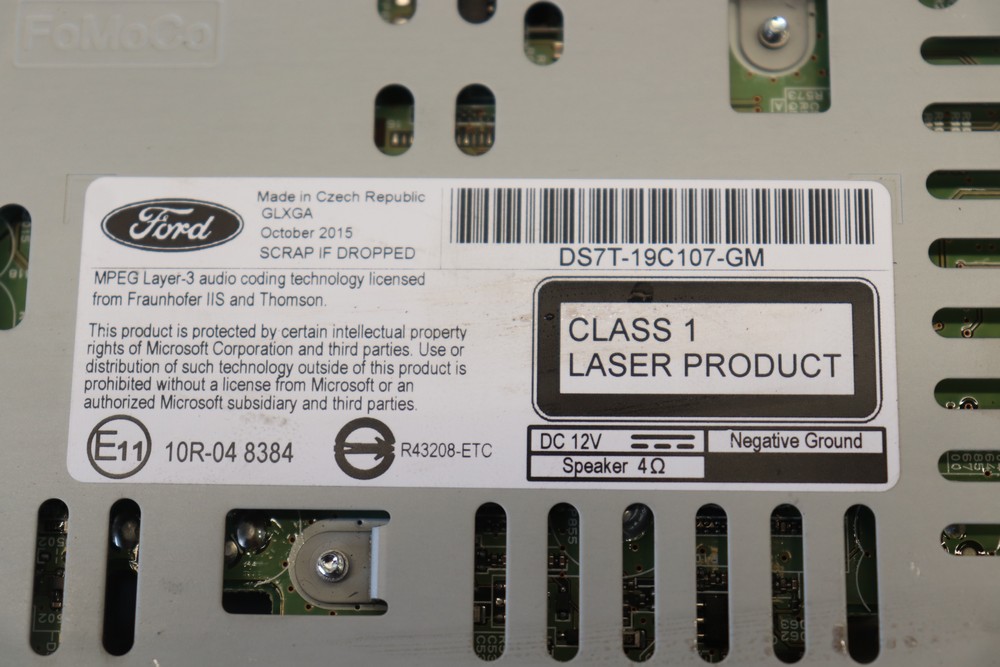 FoMoCo
R573
Ford
Made in Czech Republic
GLXGA
October 2015
SCRAP IF DROPPED
DS7T-19C107-GM
MPEG Layer-3 audio coding technology licensed
from Fraunhofer IIS and Thomson.
This product is protected by certain intellectual property
rights of Microsoft Corporation and third parties. Use or
distribution of such technology outside of this product is
prohibited without a license from Microsoft or an
authorized Microsoft subsidiary and third parties.
CLASS 1
LASER PRODUCT
E11
10R-04 8384
R43208-ETC
DC 12V
Negative Ground
Speaker 4Ω